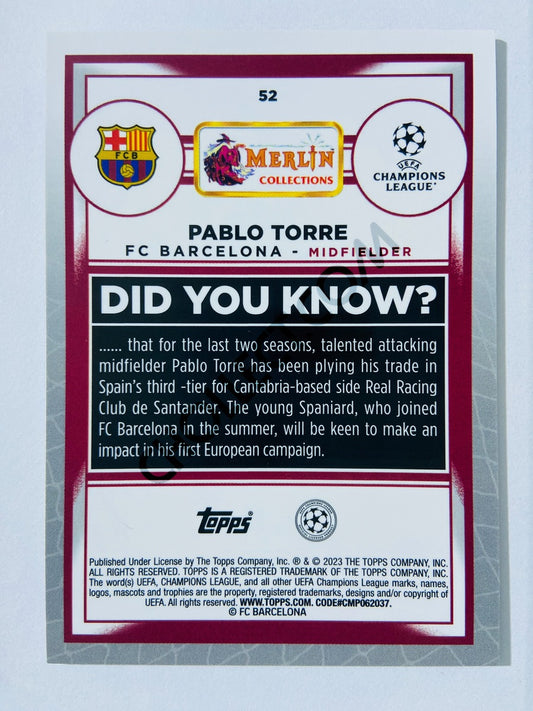 52
FCB
MERLIN
COLLECTIONS
UEFA
CHAMPIONS
LEAGUE
PABLO TORRE
FC BARCELONA - MIDFIELDER
DID YOU KNOW?
...... that for the last two seasons, talented attacking
midfielder Pablo Torre has been plying his trade in
Spain's third -tier for Cantabria-based side Real Racing
Club de Santander. The young Spaniard, who joined
FC Barcelona in the summer, will be keen to make an
impact in his first European campaign.
topps
Published Under License by The Topps Company, Inc. ® & © 2023 THE TOPPS COMPANY, INC.
ALL RIGHTS RESERVED. TOPPS IS A REGISTERED TRADEMARK OF THE TOPPS COMPANY, INC.
The word(s) UEFA, CHAMPIONS LEAGUE, and all other UEFA Champions League marks, names,
logos, mascots and trophies are the property, registered trademarks, designs and/or copyright of
UEFA. All rights reserved. WWW.TOPPS.COM. CODE#CMP062037.
© FC BARCELONA